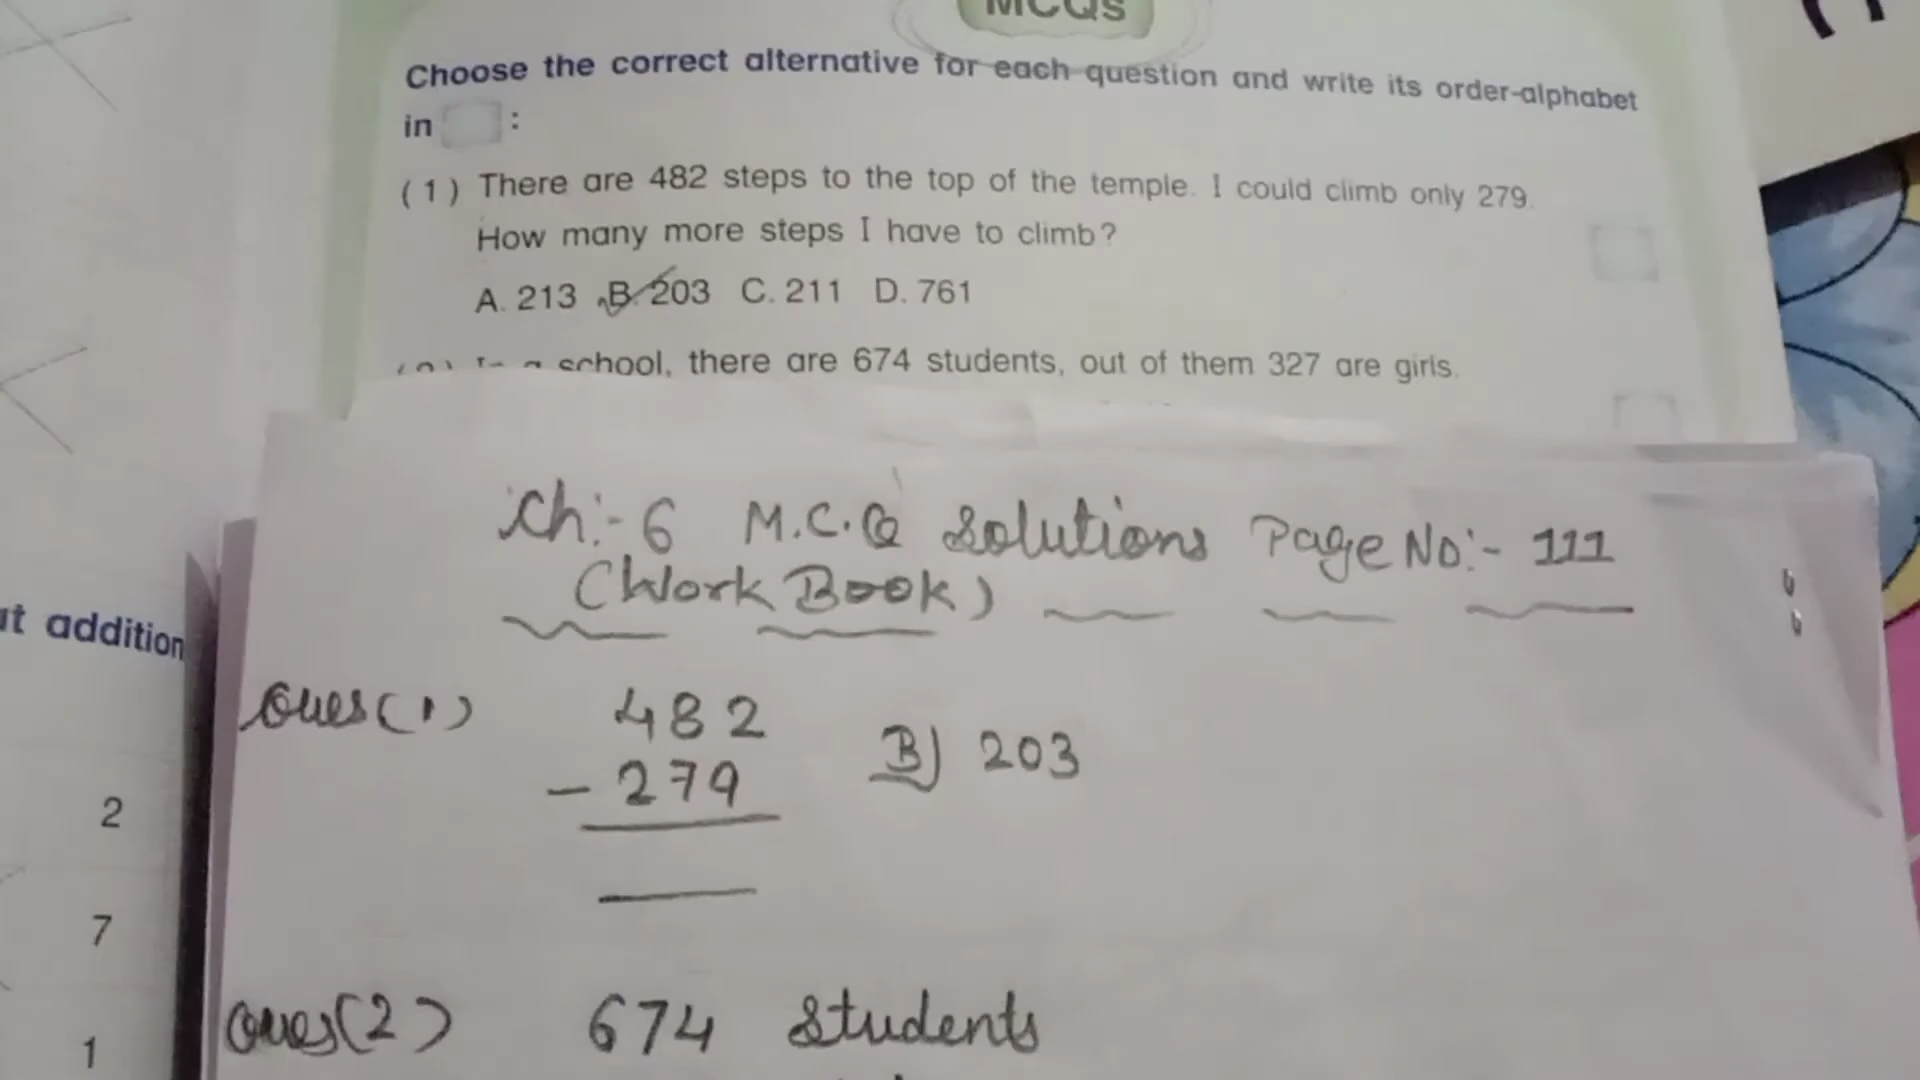 MCQs
Choose the correct alternative for each question and write its order-alphabet
in :
(1) There are 482 steps to the top of the temple. I could climb only 279.
How many more steps I have to climb?
A. 213 B. 203 C. 211 D. 761
school, there are 674 students, out of them 327 are girls.
Ch:- 6 M.C.Q Solutions Page No:- 111
(Work Book)
addition
Ques(1) 482
- 279
B) 203
2
7
1
Ques(2) 674 Students